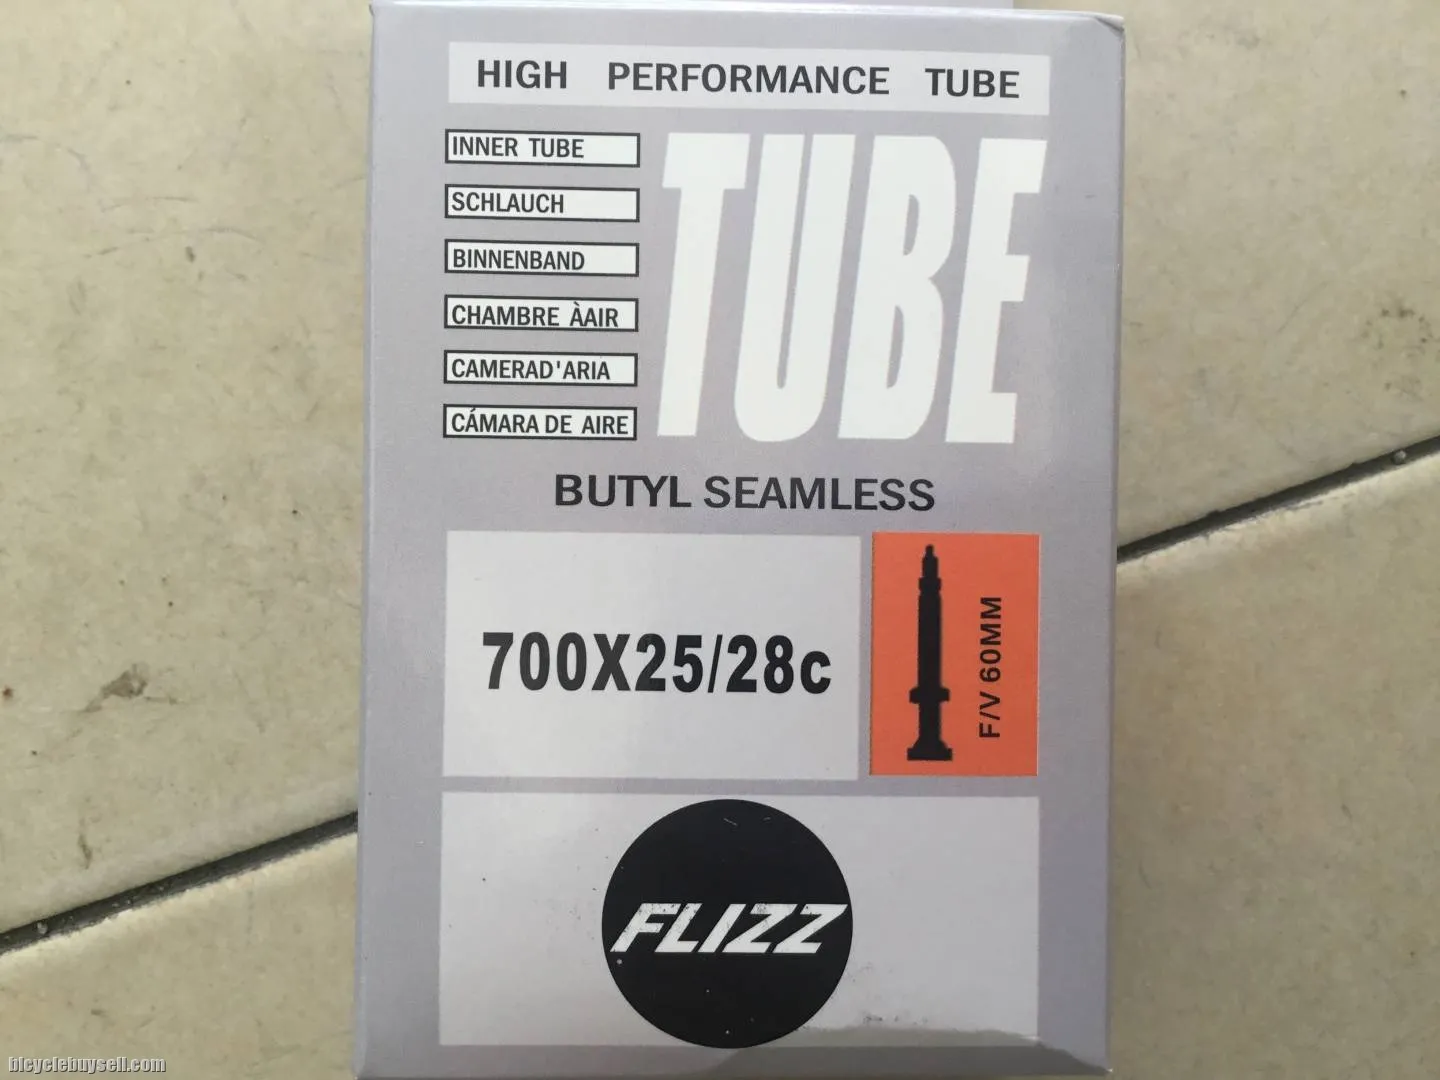 HIGH PERFORMANCE TUBE
INNER TUBE
SCHLAUCH
BINNENBAND
CHAMBRE ÀAIR
CAMERAD'ARIA
CÁMARA DE AIRE
TUBE
BUTYL SEAMLESS
700X25/28c
F/V 60MM
FLIZZ
bicyclebuysell.com